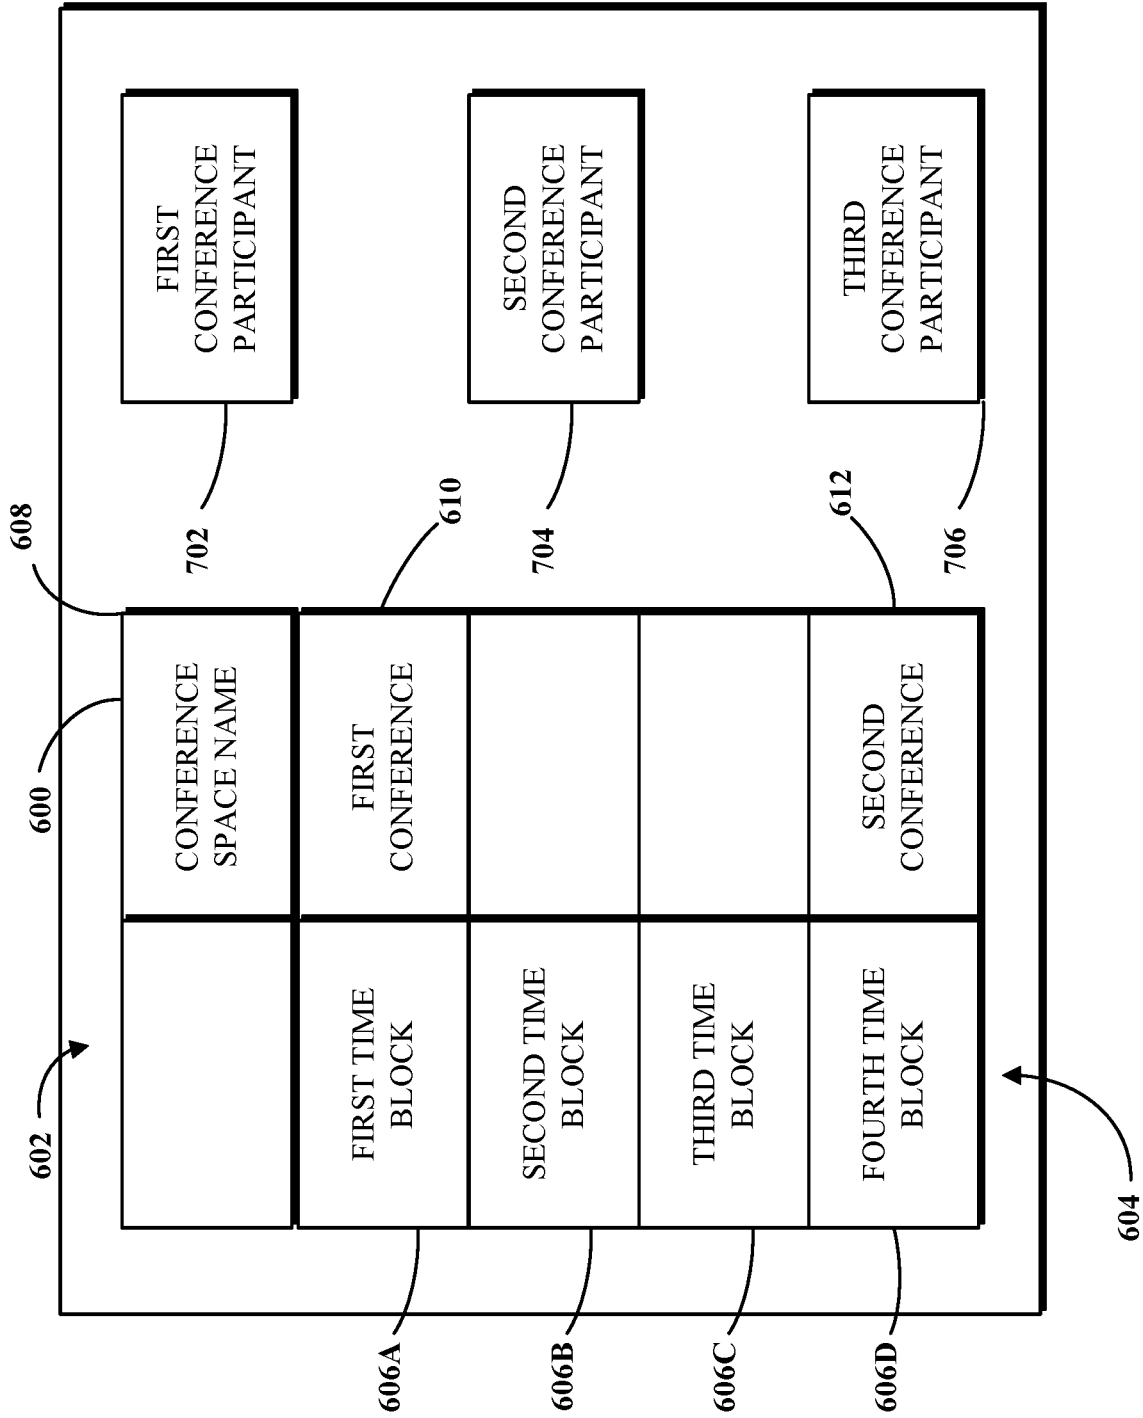 602
600
608
CONFERENCE
SPACE NAME
702
FIRST
CONFERENCE
PARTICIPANT
606A
FIRST TIME
BLOCK
FIRST
CONFERENCE
610
606B
SECOND TIME
BLOCK
704
SECOND
CONFERENCE
PARTICIPANT
606C
THIRD TIME
BLOCK
606D
FOURTH TIME
BLOCK
SECOND
CONFERENCE
612
706
THIRD
CONFERENCE
PARTICIPANT
604